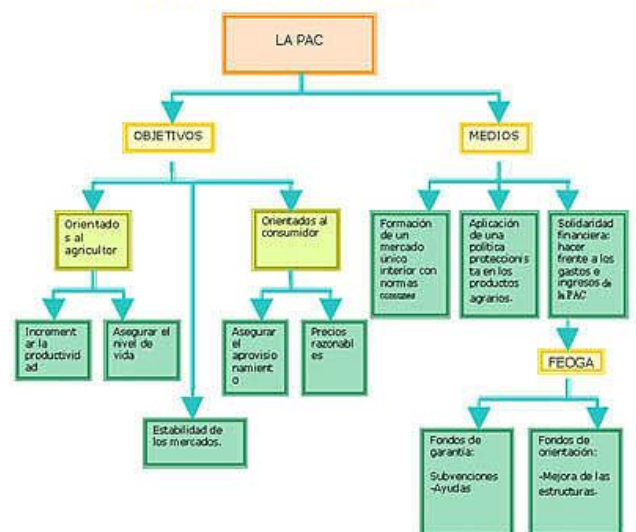 LA PAC
OBJETIVOS
MEDIOS
Orientado
s al
agricultor
Orientados al
consumidor
Formación
de un
mercado
único
interior con
normas
comunes
Aplicación
de una
política
proteccionis
ta en los
productos
agrarios.
Solidaridad
financiera:
hacer
frente a los
gastos e
ingresos de
la PAC
Increment
ar la
productivid
ad
Asegurar el
nivel de
vida
Asegurar
el
aprovisio
namient
o
Precios
razonabl
es
FEOGA
Estabilidad de
los mercados.
Fondos de
garantía:
Subvenciones
-Ayudas
Fondos de
orientación:
-Mejora de las
estructuras.